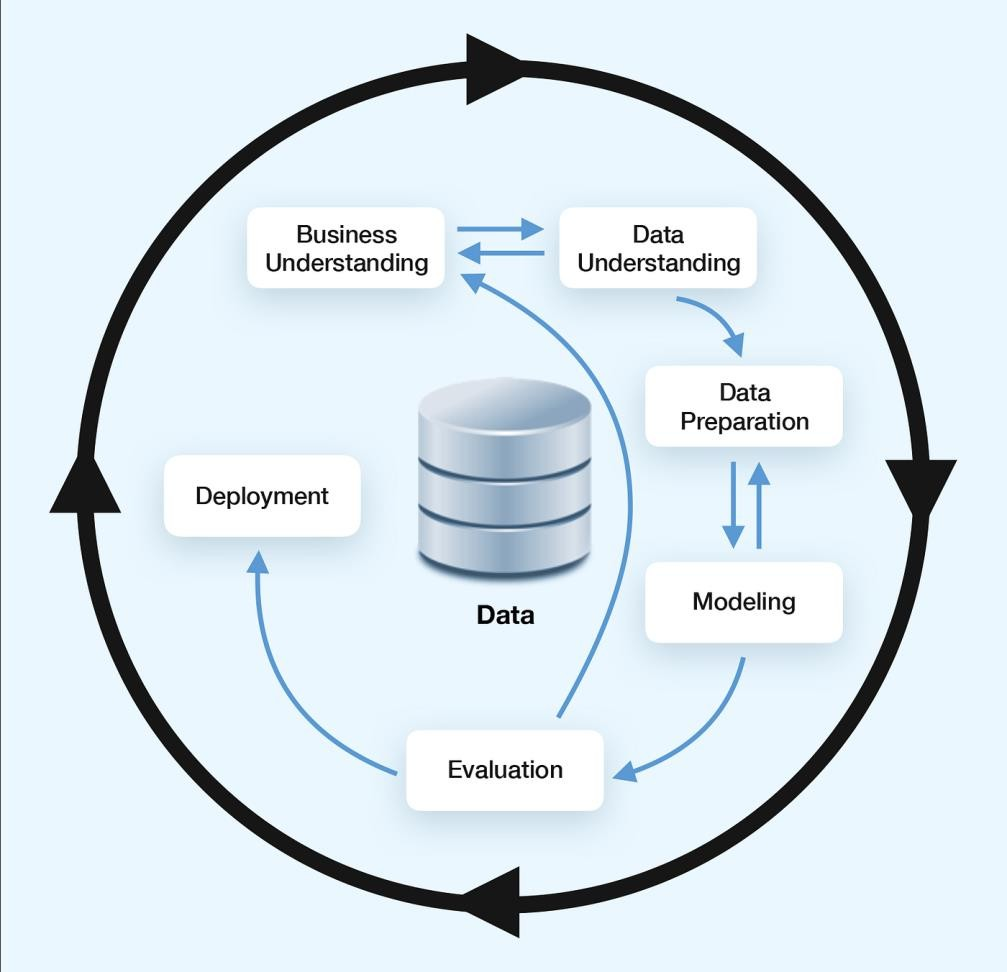 Business
Understanding
Data
Understanding
Data
Preparation
Deployment
Modeling
Data
Evaluation